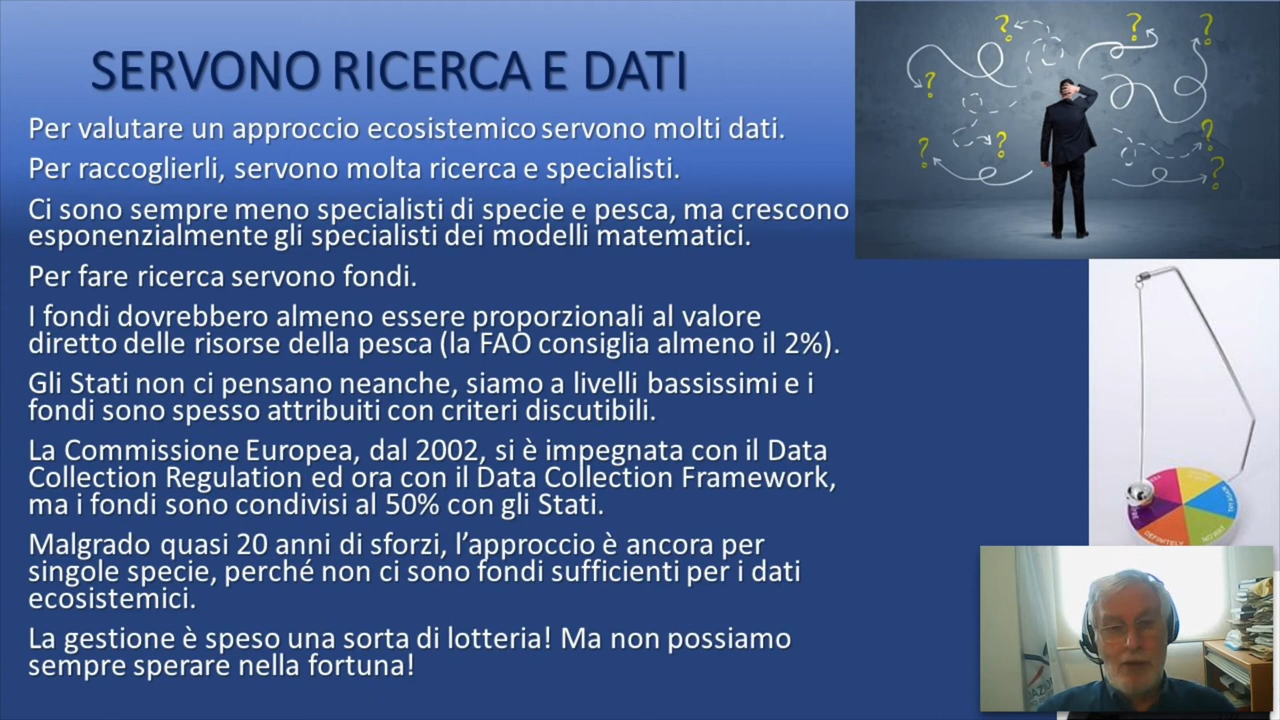 SERVONO RICERCA E DATI
Per valutare un approccio ecosistemico servono molti dati.
Per raccoglierli, servono molta ricerca e specialisti.
Ci sono sempre meno specialisti di specie e pesca, ma crescono
esponenzialmente gli specialisti dei modelli matematici.
Per fare ricerca servono fondi.
I fondi dovrebbero almeno essere proporzionali al valore
diretto delle risorse della pesca (la FAO consiglia almeno il 2%).
Gli Stati non ci pensano neanche, siamo a livelli bassissimi e i
fondi sono spesso attribuiti con criteri discutibili.
La Commissione Europea, dal 2002, si è impegnata con il Data
Collection Regulation ed ora con il Data Collection Framework,
ma i fondi sono condivisi al 50% con gli Stati.
Malgrado quasi 20 anni di sforzi, l'approccio è ancora per
singole specie, perché non ci sono fondi sufficienti per i dati
ecosistemici.
La gestione è speso una sorta di lotteria! Ma non possiamo
sempre sperare nella fortuna!
? ? ?
? ?
? ? ?
DEFINITELY